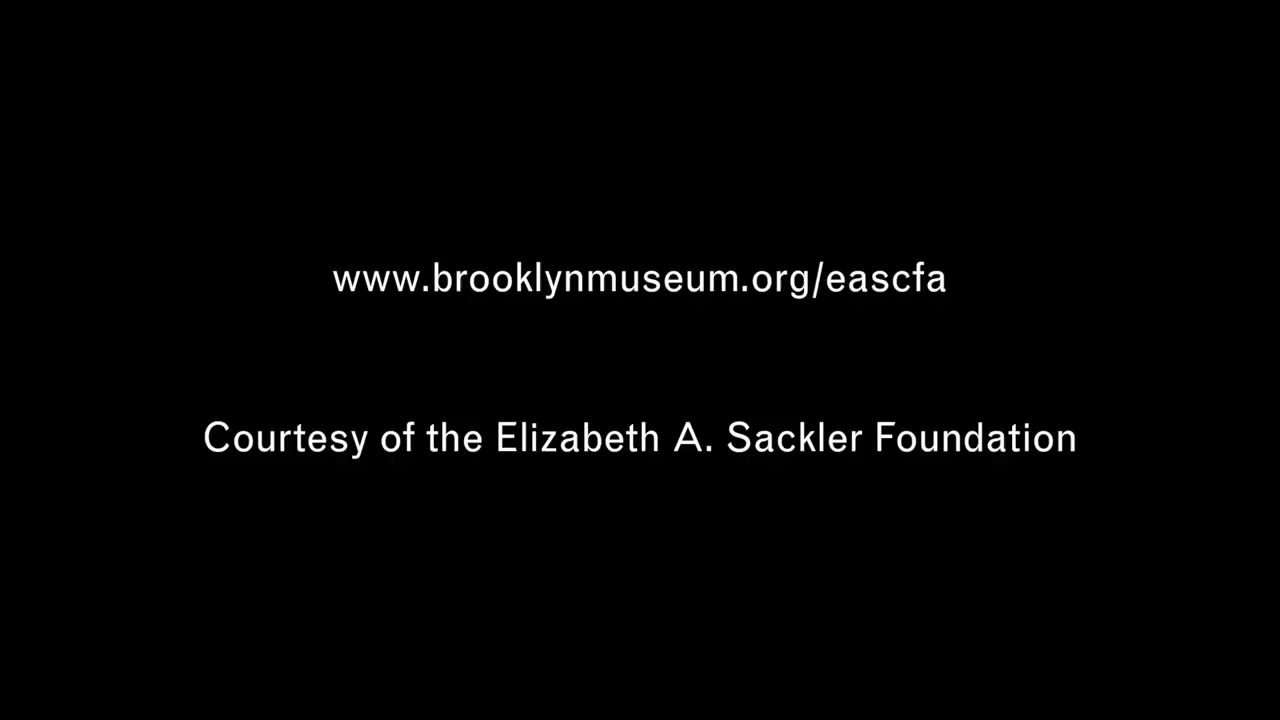 www.brooklynmuseum.org/eascfa
Courtesy of the Elizabeth A. Sackler Foundation